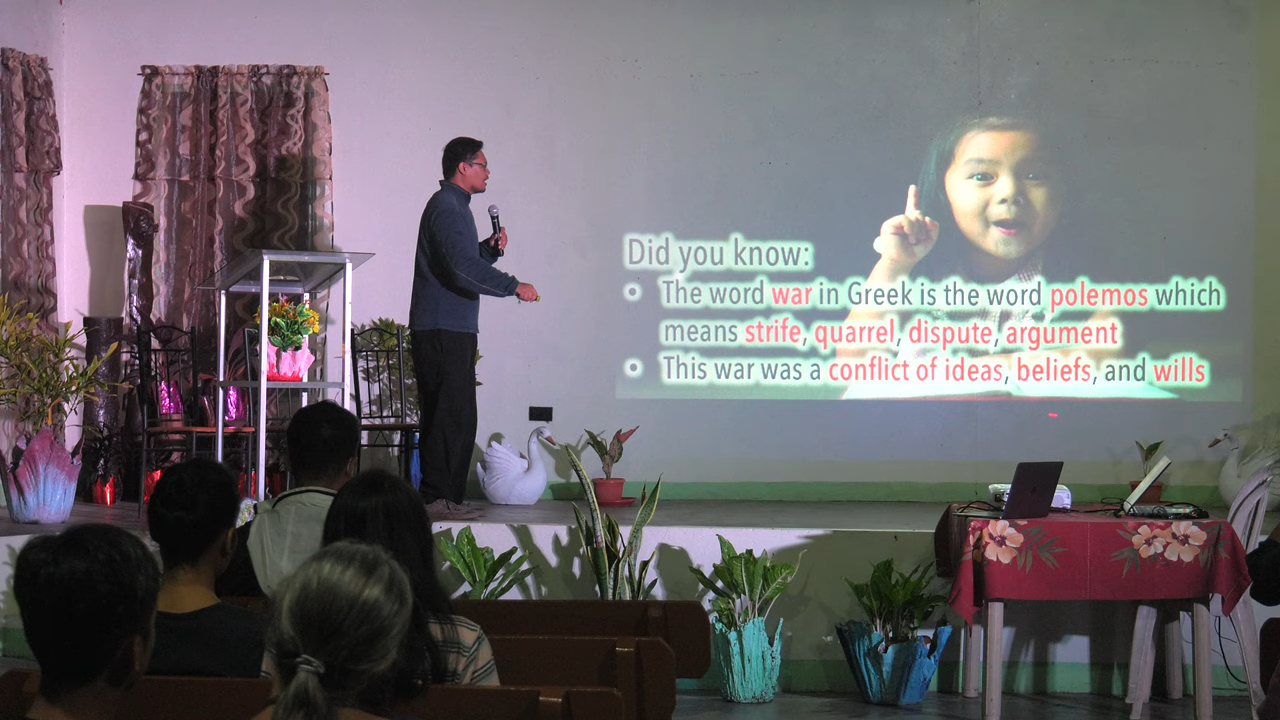 Did you know:
• The word war in Greek is the word polemos which
means strife, quarrel, dispute, argument
• This war was a conflict of ideas, beliefs, and wills